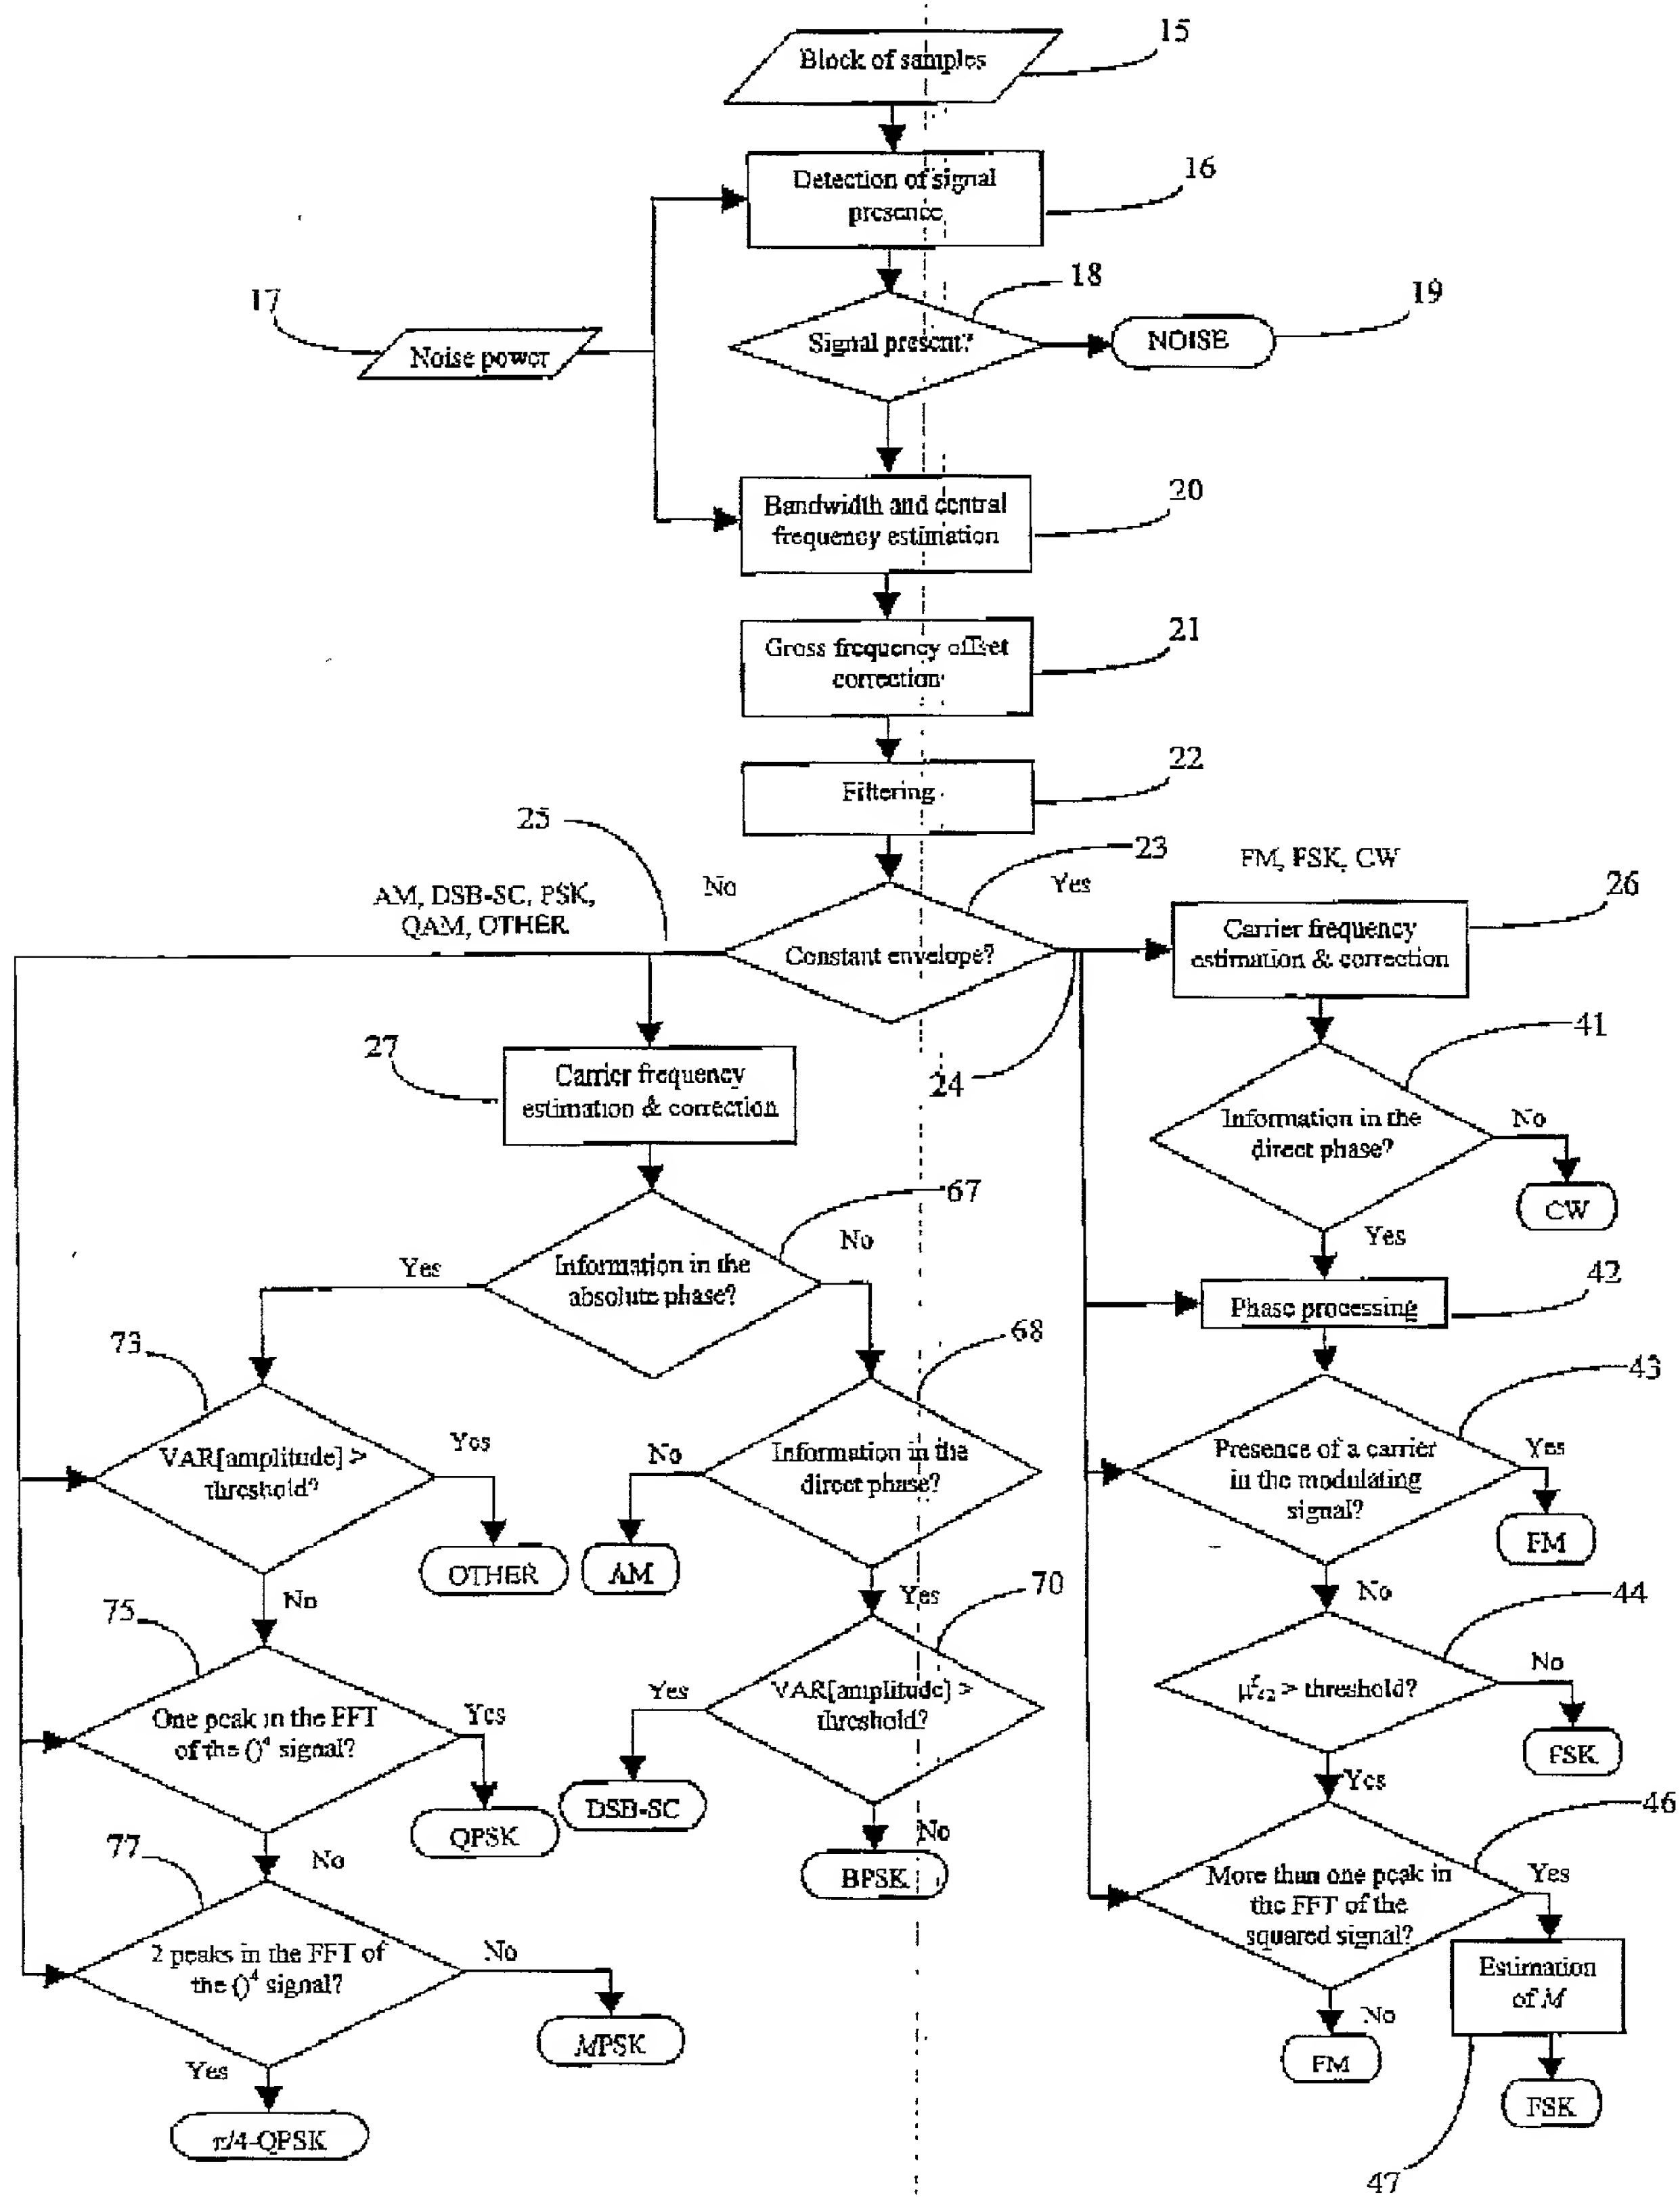 Block of samples
15
Detection of signal
presence
16
17
Noise power
18
Signal present?
NOISE
19
Bandwidth and central
frequency estimation
20
Gross frequency offset
correction
21
Filtering
22
25
23
AM, DSB-SC, PSK,
QAM, OTHER
No
Constant envelope?
Yes
24
FM, FSK, CW
26
Carrier frequency
estimation & correction
27
Carrier frequency
estimation & correction
41
Information in the
direct phase?
No
CW
Yes
67
Information in the
absolute phase?
Yes
No
42
Phase processing
73
VAR[amplitude] >
threshold?
Yes
OTHER
No
68
Information in the
direct phase?
No
AM
Yes
43
Presence of a carrier
in the modulating
signal?
Yes
FM
No
75
One peak in the FFT
of the ()⁴ signal?
Yes
QPSK
No
70
VAR[amplitude] >
threshold?
Yes
DSB-SC
No
BPSK
44
> threshold?
No
FSK
Yes
77
2 peaks in the FFT of
the ()⁴ signal?
No
MPSK
Yes
π/4-QPSK
46
More than one peak in
the FFT of the
squared signal?
Yes
Estimation
of M
No
FM
FSK
47